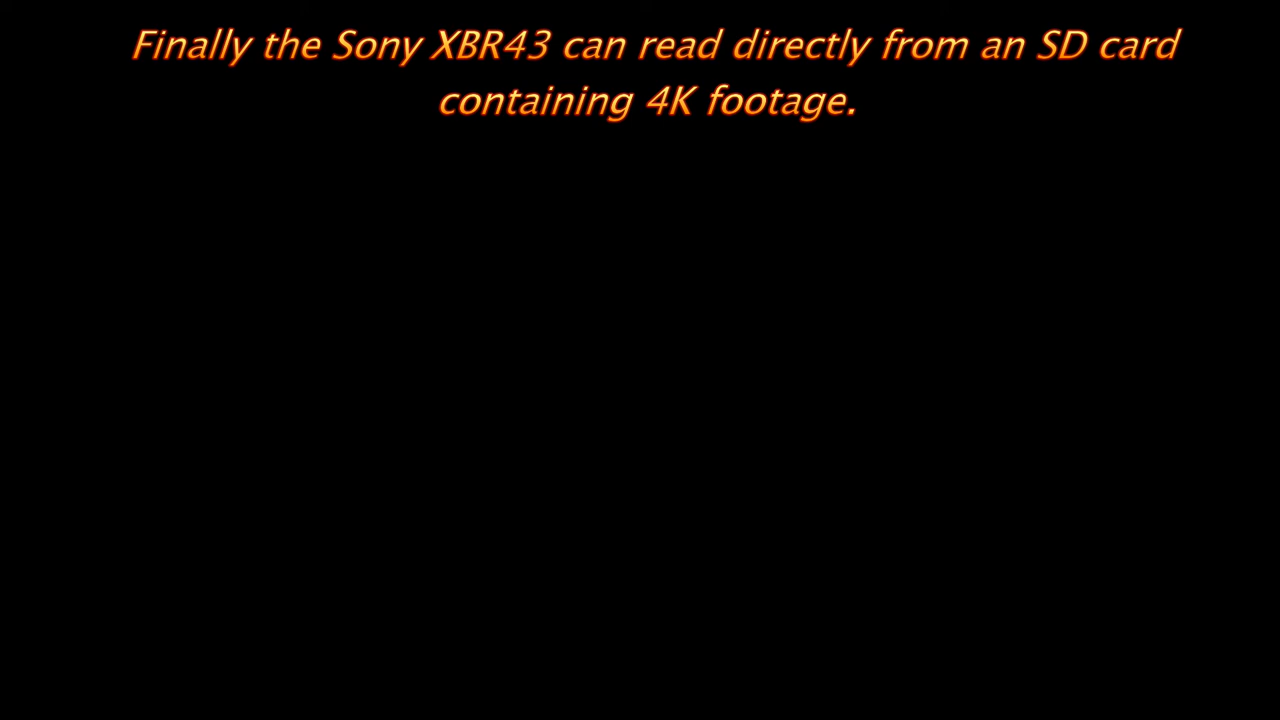 Finally the Sony XBR43 can read directly from an SD card
containing 4K footage.